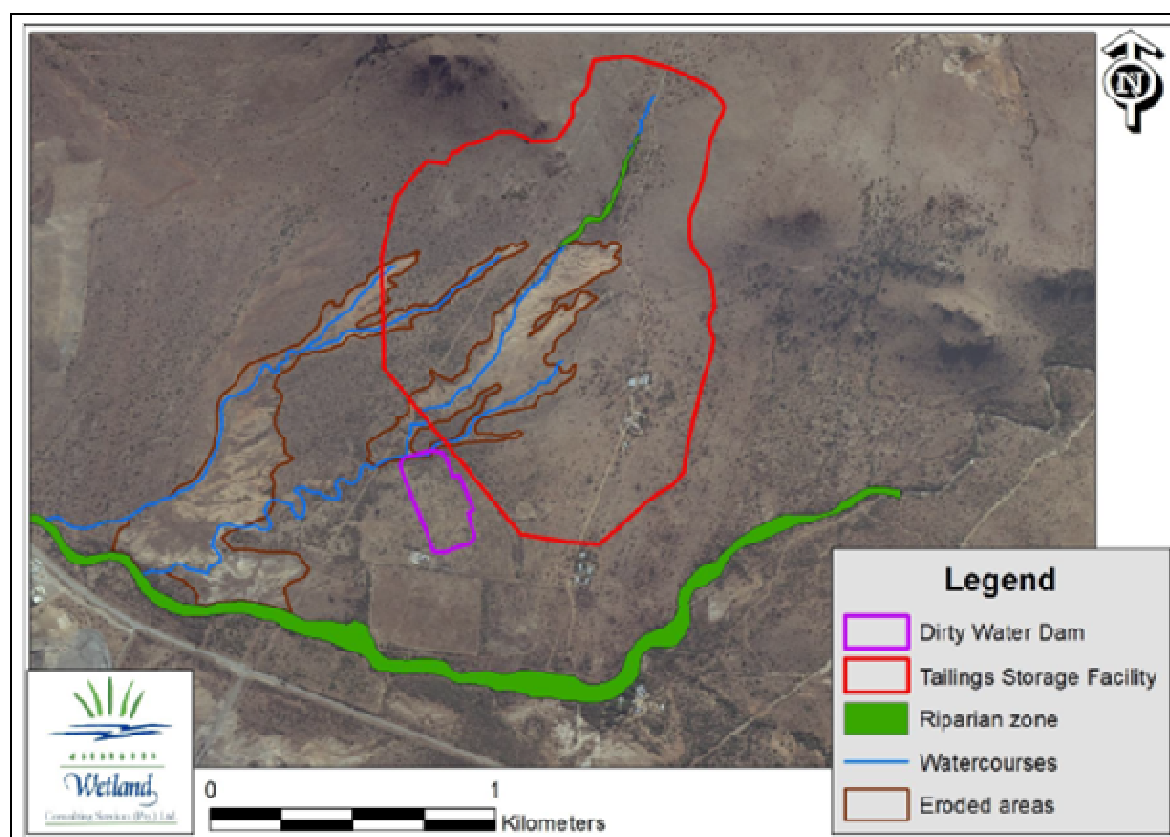 N
Legend
Dirty Water Dam
Tailings Storage Facility
Riparian zone
Watercourses
Eroded areas
Wetland
Consulting Services (Pty) Ltd.
0 1
Kilometers